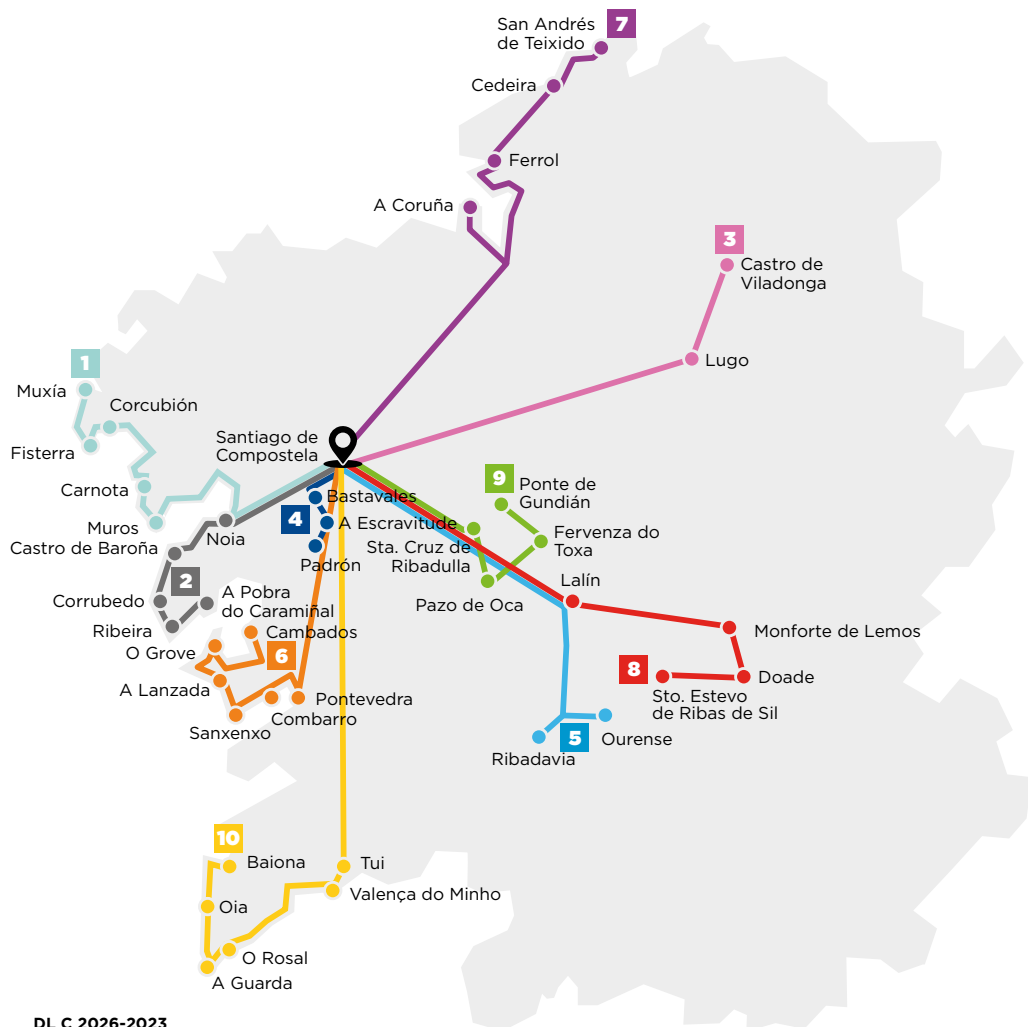 San Andrés
de Teixido
7
Cedeira
Ferrol
A Coruña
3
Castro de
Viladonga
Lugo
1
Muxía
Corcubión
Fisterra
Santiago de
Compostela
Carnota
Muros
Noia
9
Ponte de
Gundián
Bastavales
4
A Escravitude
Padrón
Fervenza do
Toxa
Sta. Cruz de
Ribadulla
Pazo de Oca
Castro de Baroña
2
Corrubedo
A Pobra
do Caramiñal
Ribeira
Lalín
Monforte de Lemos
Cambados
O Grove
6
A Lanzada
Pontevedra
Combarro
Sanxenxo
8
Doade
Sto. Estevo
de Ribas de Sil
5
Ourense
Ribadavia
10
Baiona
Tui
Valença do Minho
Oia
O Rosal
A Guarda
DL C 2026-2023